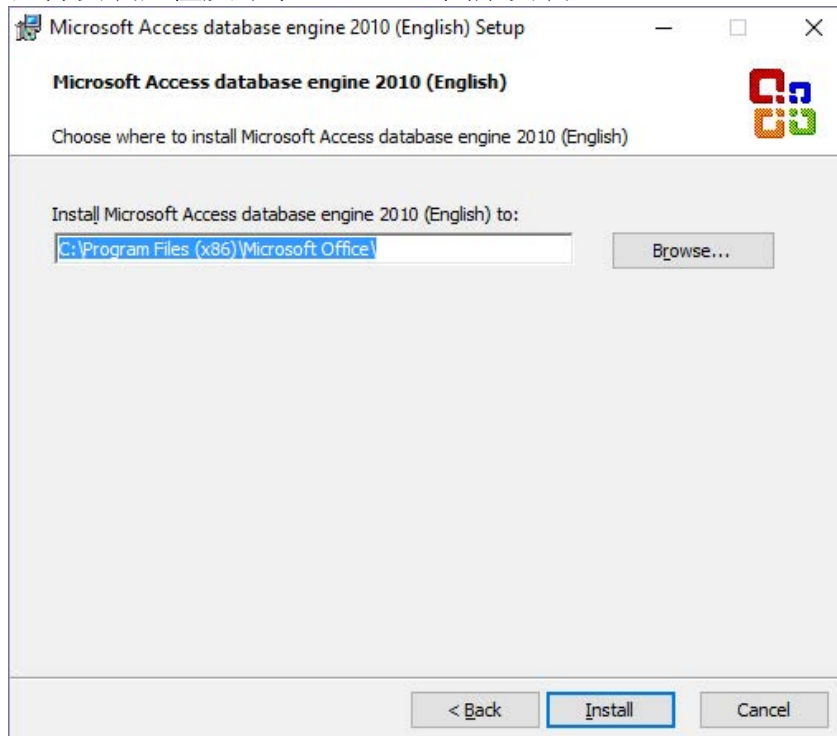 Microsoft Access database engine 2010 (English) Setup
Microsoft Access database engine 2010 (English)
Choose where to install Microsoft Access database engine 2010 (English)
Install Microsoft Access database engine 2010 (English) to:
C:\Program Files (x86)\Microsoft Office\
Browse...
< Back
Install
Cancel